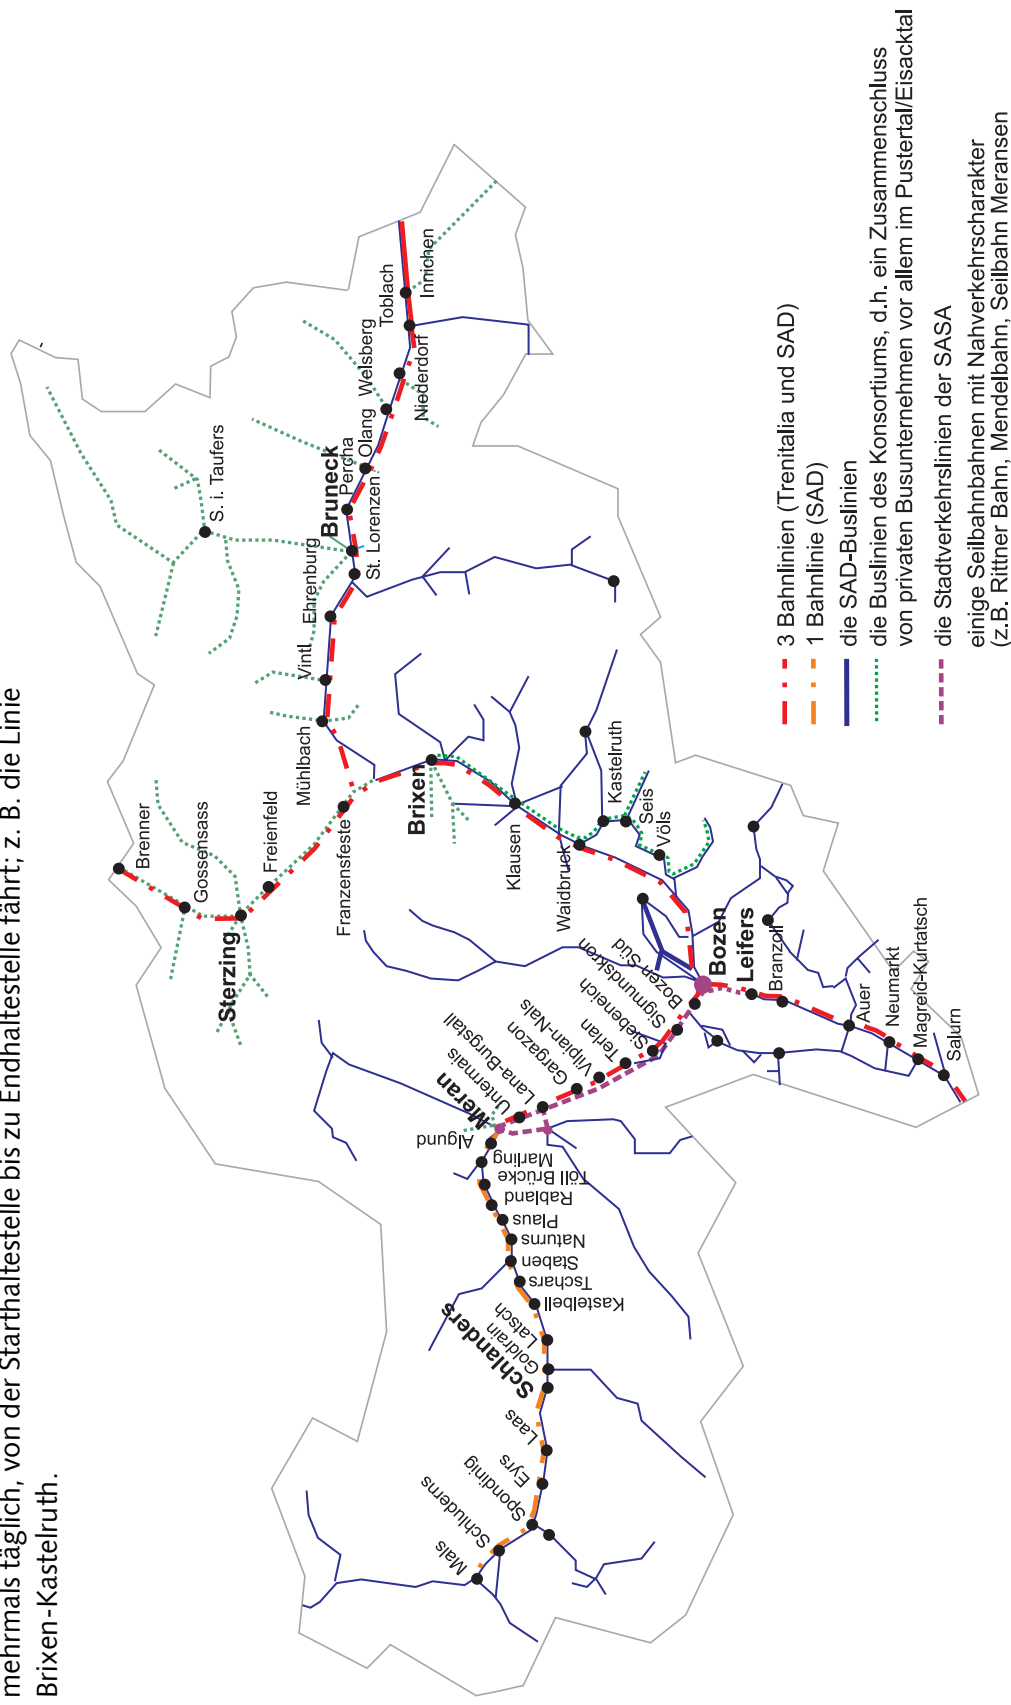 mehrmals täglich, von der Starthaltestelle bis zu Endhaltestelle fährt; z. B. die Linie
Brixen-Kastelruth.
Brenner
Gossensass
Sterzing
Freienfeld
Franzensfeste
Mühlbach
Vintl
Ehrenburg
St. Lorenzen
Bruneck
S. i. Taufers
Percha
Olang
Welsberg
Niederdorf
Toblach
Innichen
Brixen
Klausen
Waidbruck
Kastelruth
Seis
Völs
Mals
Schluderns
Spondinig
Eyrs
Laas
Schlanders
Goldrain
Latsch
Kastelbell
Tschars
Staben
Naturns
Plaus
Rabland
Töll Brücke
Marling
Algund
Meran
Untermais
Lana-Burgstall
Gargazon
Vilpian-Nals
Terlan
Siebeneich
Sigmundskron
Bozen Süd
Bozen
Leifers
Branzoll
Auer
Neumarkt
Magreid-Kurtatsch
Salurn
3 Bahnlinien (Trenitalia und SAD)
1 Bahnlinie (SAD)
die SAD-Buslinien
die Buslinien des Konsortiums, d.h. ein Zusammenschluss
von privaten Busunternehmen vor allem im Pustertal/Eisacktal
die Stadtverkehrslinien der SASA
einige Seilbahnbahnen mit Nahverkehrscharakter
(z.B. Rittner Bahn, Mendelbahn, Seilbahn Meransen